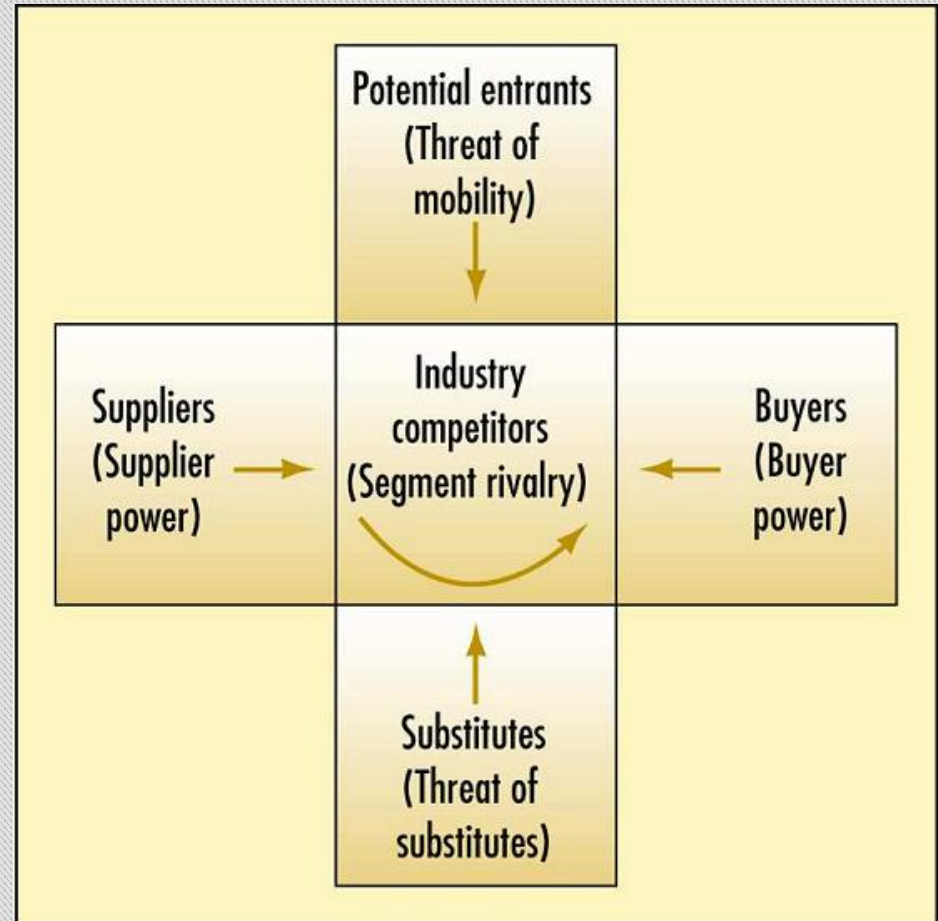 Potential entrants
(Threat of
mobility)
Suppliers
(Supplier
power)
Industry
competitors
(Segment rivalry)
Buyers
(Buyer
power)
Substitutes
(Threat of
substitutes)